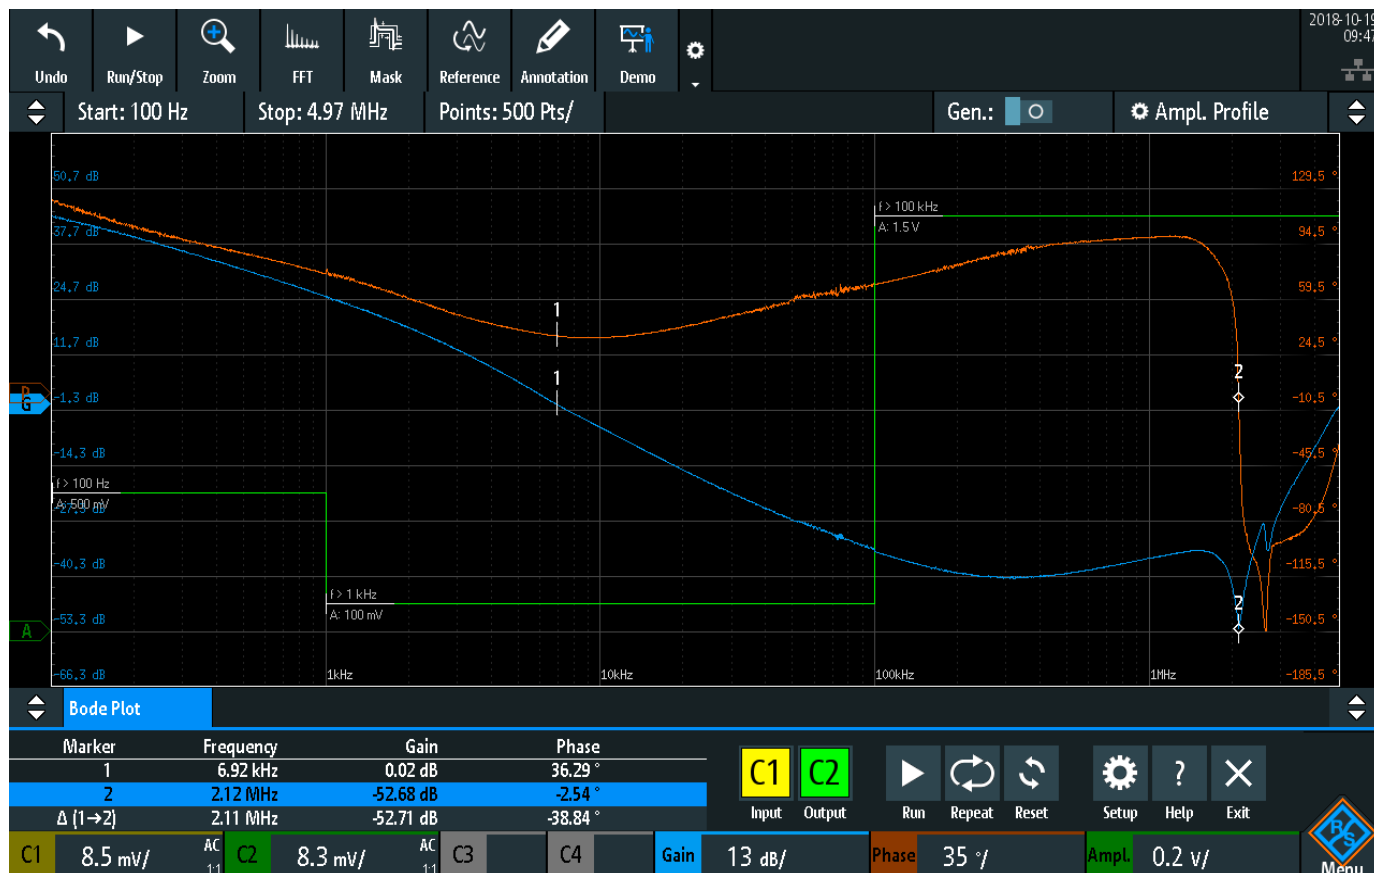 2018-10-19
09:47
Undo Run/Stop Zoom FFT Mask Reference Annotation Demo
Start: 100 Hz Stop: 4.97 MHz Points: 500 Pts/ Gen.: Ampl. Profile
50.7 dB 129.5 °
f> 100 kHz
A: 1.5 V
37.7 dB 94.5 °
24.7 dB 59.5 °
1
11.7 dB 24.5 °
1 2
G -1.3 dB -10.5 °
-14.3 dB -45.5 °
f> 100 Hz
A: 500 mV
-27.3 dB -80.5 °
-40.3 dB -115.5 °
f> 1 kHz
A: 100 mV
2
A -53.3 dB -150.5 °
-66.3 dB 1kHz 10kHz 100kHz 1MHz -185.5 °
Bode Plot
Marker Frequency Gain Phase
1 6.92 kHz 0.02 dB 36.29 °
2 2.12 MHz -52.68 dB -2.54 °
Δ (1→2) 2.11 MHz -52.71 dB -38.84 °
C1 C2
Input Output Run Repeat Reset Setup Help Exit
R&S
C1 8.5 mV/ AC 1:1 C2 8.3 mV/ AC 1:1 C3 C4 Gain 13 dB/ Phase 35 °/ Ampl. 0.2 V/ Menu